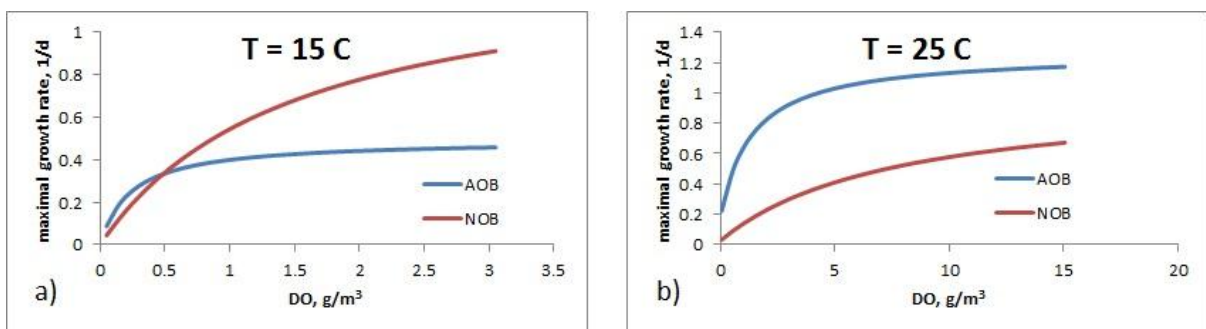 T = 15 C
maximal growth rate, 1/d
1
0.8
0.6
0.4
0.2
0
0 0.5 1 1.5 2 2.5 3 3.5
DO, g/m³
AOB
NOB
a)
T = 25 C
maximal growth rate, 1/d
1.4
1.2
1
0.8
0.6
0.4
0.2
0
0 5 10 15 20
DO, g/m³
AOB
NOB
b)